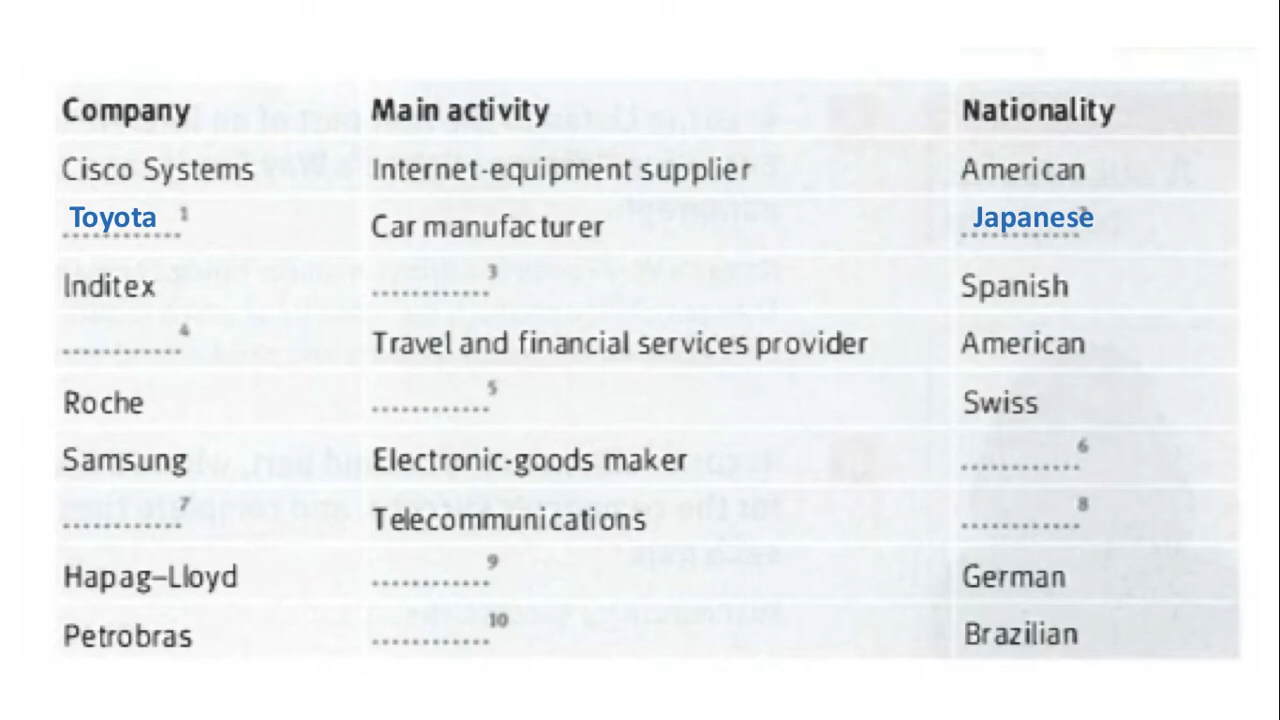 Company Main activity Nationality
Cisco Systems Internet-equipment supplier American
Toyota ............1 Car manufacturer Japanese ............
Inditex ............3 Spanish
............4 Travel and financial services provider American
Roche ............5 Swiss
Samsung Electronic-goods maker ............6
............7 Telecommunications ............8
Hapag–Lloyd ............9 German
Petrobras ............10 Brazilian